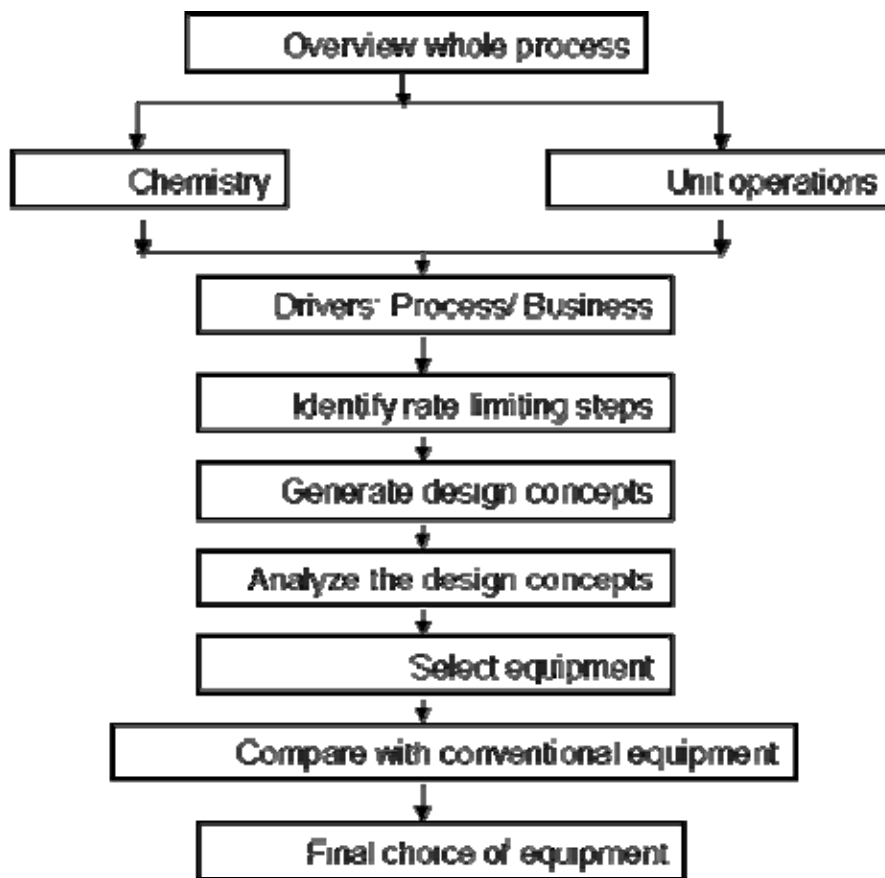 Overview whole process
Chemistry
Unit operations
Drivers: Process/ Business
Identify rate limiting steps
Generate design concepts
Analyze the design concepts
Select equipment
Compare with conventional equipment
Final choice of equipment